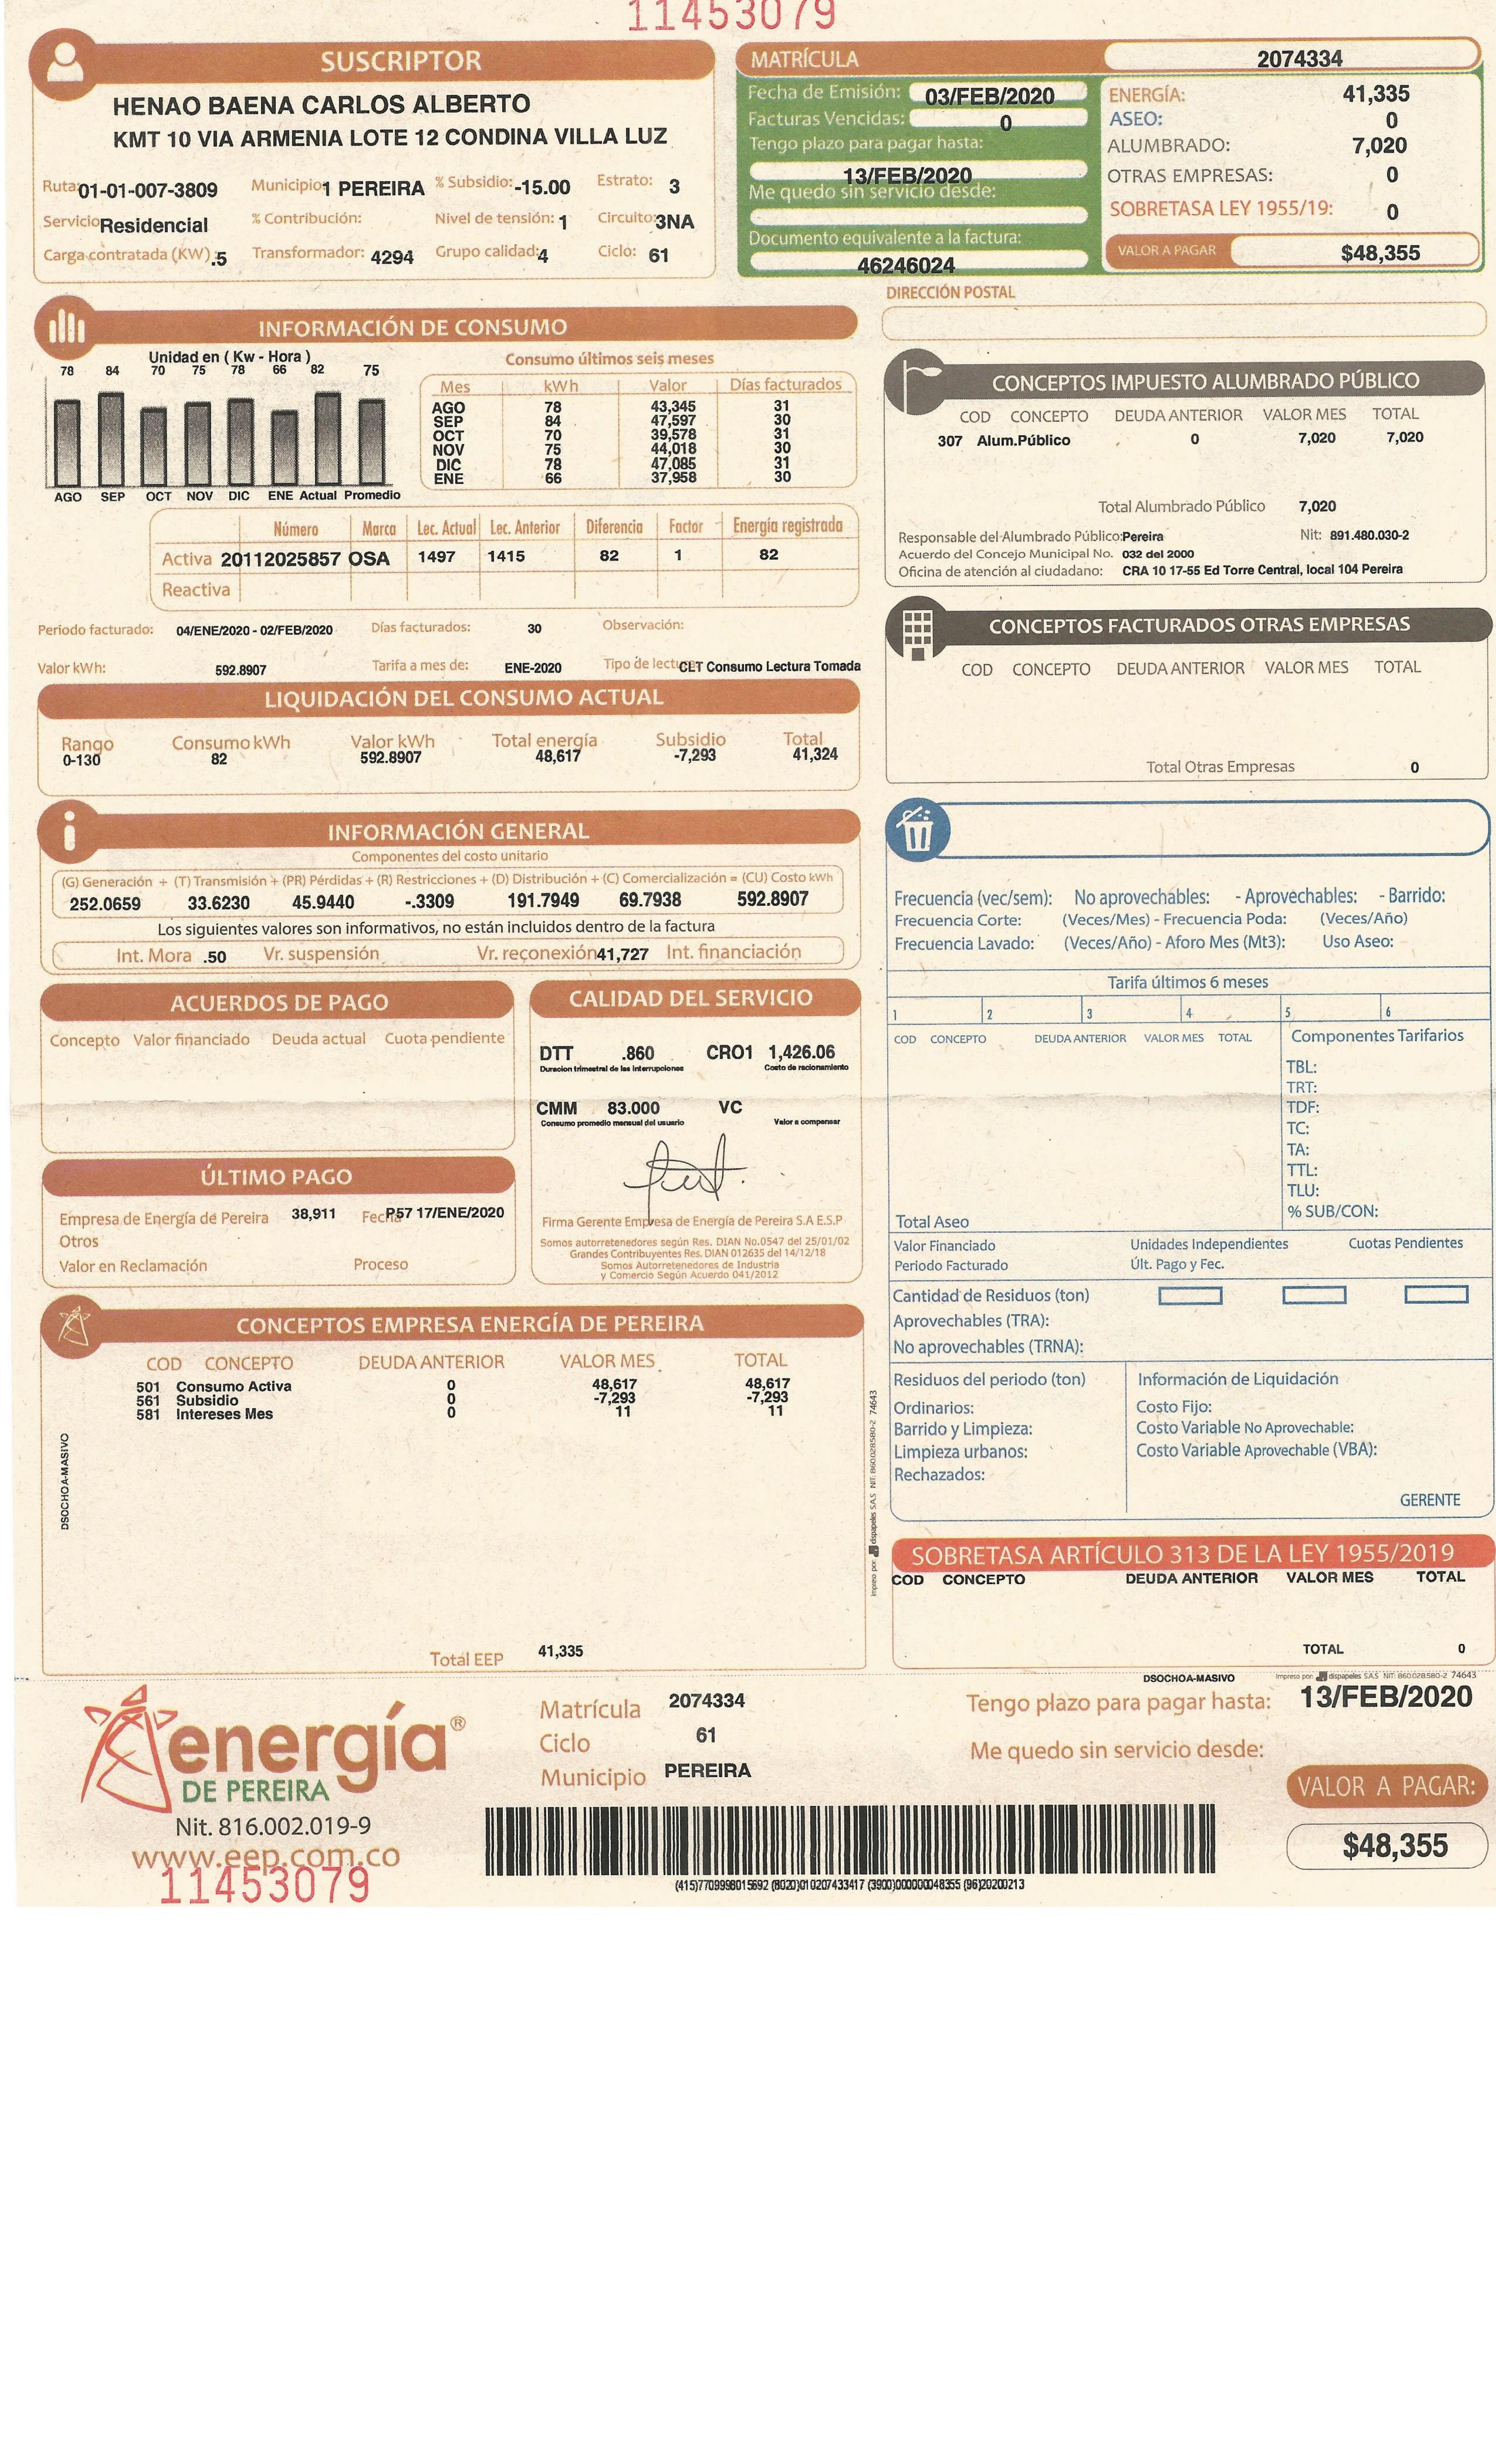 11453079
SUSCRIPTOR
HENAO BAENA CARLOS ALBERTO
KMT 10 VIA ARMENIA LOTE 12 CONDINA VILLA LUZ
Ruta: 01-01-007-3809 Municipio: 1 PEREIRA % Subsidio: -15.00 Estrato: 3
Servicio Residencial % Contribución: Nivel de tensión: 1 Circuito: 3NA
Carga contratada (KW) .5 Transformador: 4294 Grupo calidad: 4 Ciclo: 61
MATRÍCULA 2074334
Fecha de Emisión: 03/FEB/2020
Facturas Vencidas: 0
Tengo plazo para pagar hasta:
13/FEB/2020
Me quedo sin servicio desde:
Documento equivalente a la factura:
46246024
ENERGÍA: 41,335
ASEO: 0
ALUMBRADO: 7,020
OTRAS EMPRESAS: 0
SOBRETASA LEY 1955/19: 0
VALOR A PAGAR $48,355
DIRECCIÓN POSTAL
INFORMACIÓN DE CONSUMO
Unidad en ( Kw - Hora )
78 84 70 75 78 66 82 75
AGO SEP OCT NOV DIC ENE Actual Promedio
Consumo últimos seis meses
Mes kWh Valor Días facturados
AGO 78 43,345 31
SEP 84 47,597 30
OCT 70 39,578 31
NOV 75 44,018 30
DIC 78 47,085 31
ENE 66 37,958 30
Número Marca Lec. Actual Lec. Anterior Diferencia Factor Energía registrada
Activa 20112025857 OSA 1497 1415 82 1 82
Reactiva
Periodo facturado: 04/ENE/2020 - 02/FEB/2020 Días facturados: 30 Observación:
Valor kWh: 592.8907 Tarifa a mes de: ENE-2020 Tipo de lectura CLT Consumo Lectura Tomada
LIQUIDACIÓN DEL CONSUMO ACTUAL
Rango Consumo kWh Valor kWh Total energía Subsidio Total
0-130 82 592.8907 48,617 -7,293 41,324
INFORMACIÓN GENERAL
Componentes del costo unitario
(G) Generación + (T) Transmisión + (PR) Pérdidas + (R) Restricciones + (D) Distribución + (C) Comercialización = (CU) Costo kWh
252.0659 33.6230 45.9440 -.3309 191.7949 69.7938 592.8907
Los siguientes valores son informativos, no están incluidos dentro de la factura
Int. Mora .50 Vr. suspensión Vr. reconexión 41,727 Int. financiación
ACUERDOS DE PAGO
Concepto Valor financiado Deuda actual Cuota pendiente
CALIDAD DEL SERVICIO
DTT .860 CRO1 1,426.06
Duracion trimestral de las interrupciones Costo de racionamiento
CMM 83.000 VC
Consumo promedio mensual del usuario Valor a compensar
Firma Gerente Empresa de Energía de Pereira S.A E.S.P
Somos autorretenedores según Res. DIAN No.0547 del 25/01/02
Grandes Contribuyentes Res. DIAN 012635 del 14/12/18
Somos Autorretenedores de Industria
y Comercio Según Acuerdo 041/2012
ÚLTIMO PAGO
Empresa de Energía de Pereira 38,911 Fecha P57 17/ENE/2020
Otros
Valor en Reclamación Proceso
CONCEPTOS EMPRESA ENERGÍA DE PEREIRA
COD CONCEPTO DEUDA ANTERIOR VALOR MES TOTAL
501 Consumo Activa 0 48,617 48,617
561 Subsidio 0 -7,293 -7,293
581 Intereses Mes 0 11 11
DSOCHOA-MASIVO
Total EEP 41,335
Impreso por: dispapeles S.A.S NIT: 860.028.580-2 74643
CONCEPTOS IMPUESTO ALUMBRADO PÚBLICO
COD CONCEPTO DEUDA ANTERIOR VALOR MES TOTAL
307 Alum.Público 0 7,020 7,020
Total Alumbrado Público 7,020
Responsable del Alumbrado Público: Pereira Nit: 891.480.030-2
Acuerdo del Concejo Municipal No. 032 del 2000
Oficina de atención al ciudadano: CRA 10 17-55 Ed Torre Central, local 104 Pereira
CONCEPTOS FACTURADOS OTRAS EMPRESAS
COD CONCEPTO DEUDA ANTERIOR VALOR MES TOTAL
Total Otras Empresas 0
Frecuencia (vec/sem): No aprovechables: - Aprovechables: - Barrido:
Frecuencia Corte: (Veces/Mes) - Frecuencia Poda: (Veces/Año)
Frecuencia Lavado: (Veces/Año) - Aforo Mes (Mt3): Uso Aseo:
Tarifa últimos 6 meses
1 2 3 4 5 6
COD CONCEPTO DEUDA ANTERIOR VALOR MES TOTAL Componentes Tarifarios
TBL:
TRT:
TDF:
TC:
TA:
TTL:
TLU:
% SUB/CON:
Total Aseo
Valor Financiado Unidades Independientes Cuotas Pendientes
Periodo Facturado Últ. Pago y Fec.
Cantidad de Residuos (ton)
Aprovechables (TRA):
No aprovechables (TRNA):
Residuos del periodo (ton) Información de Liquidación
Ordinarios: Costo Fijo:
Barrido y Limpieza: Costo Variable No Aprovechable:
Limpieza urbanos: Costo Variable Aprovechable (VBA):
Rechazados:
GERENTE
SOBRETASA ARTÍCULO 313 DE LA LEY 1955/2019
COD CONCEPTO DEUDA ANTERIOR VALOR MES TOTAL
TOTAL 0
DSOCHOA-MASIVO Impreso por: dispapeles S.A.S NIT: 860.028.580-2 74643
energía®
DE PEREIRA
Nit. 816.002.019-9
www.eep.com.co
11453079
Matrícula 2074334
Ciclo 61
Municipio PEREIRA
Tengo plazo para pagar hasta: 13/FEB/2020
Me quedo sin servicio desde:
VALOR A PAGAR:
$48,355
(415)7709998015692 (8020)010207433417 (3900)000000048355 (96)20200213